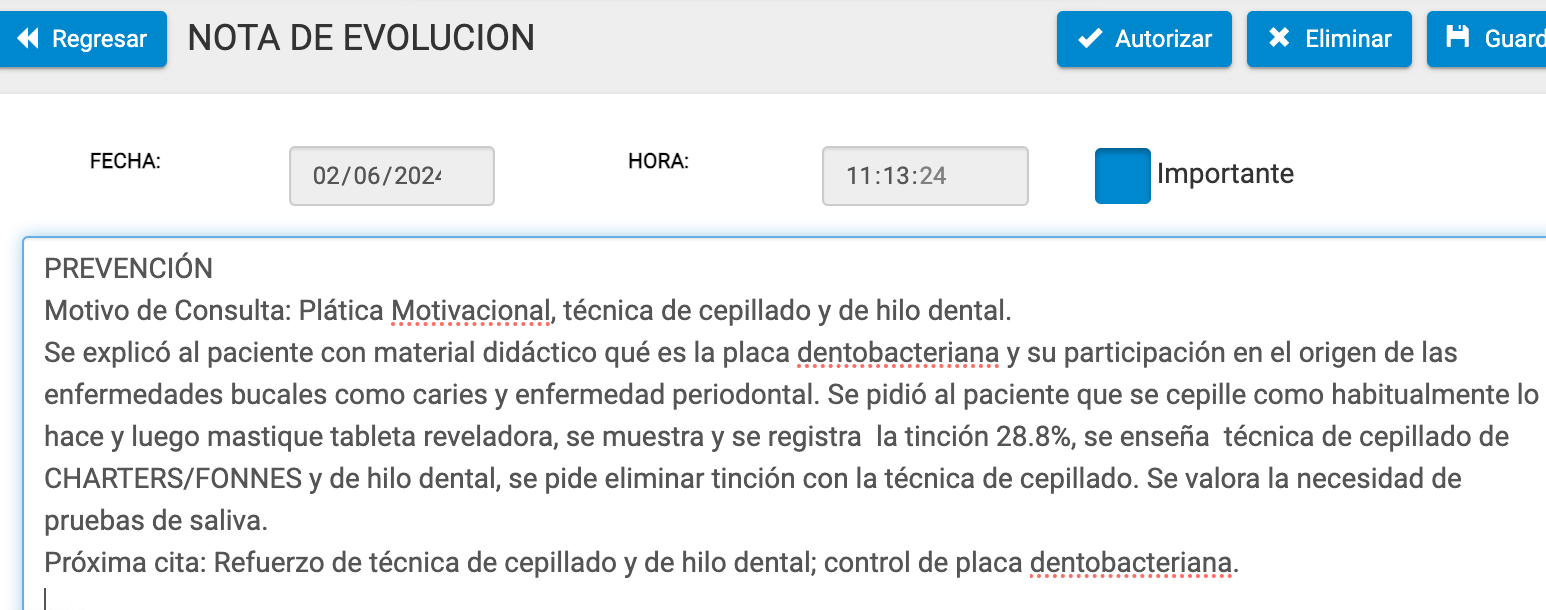 Regresar NOTA DE EVOLUCION Autorizar Eliminar Guard
FECHA: 02/06/2024 HORA: 11:13:24 Importante
PREVENCIÓN
Motivo de Consulta: Plática Motivacional, técnica de cepillado y de hilo dental.
Se explicó al paciente con material didáctico qué es la placa dentobacteriana y su participación en el origen de las
enfermedades bucales como caries y enfermedad periodontal. Se pidió al paciente que se cepille como habitualmente lo
hace y luego mastique tableta reveladora, se muestra y se registra  la tinción 28.8%, se enseña  técnica de cepillado de
CHARTERS/FONNES y de hilo dental, se pide eliminar tinción con la técnica de cepillado. Se valora la necesidad de
pruebas de saliva.
Próxima cita: Refuerzo de técnica de cepillado y de hilo dental; control de placa dentobacteriana.